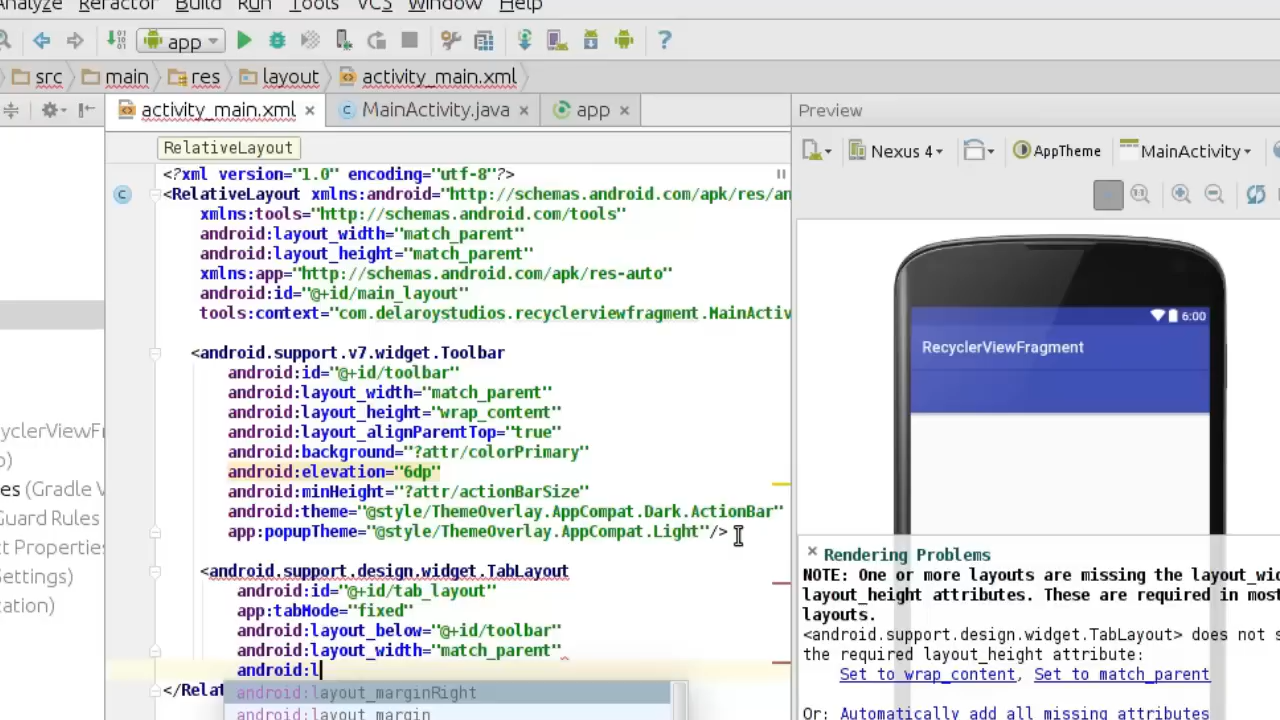 Analyze Refactor Build Run Tools VCS Window Help
app
src main res layout activity_main.xml
activity_main.xml MainActivity.java app
Preview
RelativeLayout
Nexus 4 AppTheme MainActivity
<?xml version="1.0" encoding="utf-8"?>
<RelativeLayout xmlns:android="http://schemas.android.com/apk/res/an
xmlns:tools="http://schemas.android.com/tools"
android:layout_width="match_parent"
android:layout_height="match_parent"
xmlns:app="http://schemas.android.com/apk/res-auto"
android:id="@+id/main_layout"
tools:context="com.delaroystudios.recyclerviewfragment.MainActiv
<android.support.v7.widget.Toolbar
android:id="@+id/toolbar"
android:layout_width="match_parent"
android:layout_height="wrap_content"
android:layout_alignParentTop="true"
android:background="?attr/colorPrimary"
android:elevation="6dp"
android:minHeight="?attr/actionBarSize"
android:theme="@style/ThemeOverlay.AppCompat.Dark.ActionBar"
app:popupTheme="@style/ThemeOverlay.AppCompat.Light"/>
<android.support.design.widget.TabLayout
android:id="@+id/tab_layout"
app:tabMode="fixed"
android:layout_below="@+id/toolbar"
android:layout_width="match_parent"
android:l
</Relat
android:layout_marginRight
android:layout_margin
yclerViewFr
o)
es (Gradle V
Guard Rules
t Properties
Settings)
cation)
6:00
RecyclerViewFragment
Rendering Problems
NOTE: One or more layouts are missing the layout_wid
layout_height attributes. These are required in most
layouts.
<android.support.design.widget.TabLayout> does not s
the required layout_height attribute:
Set to wrap_content, Set to match_parent
Or: Automatically add all missing attributes